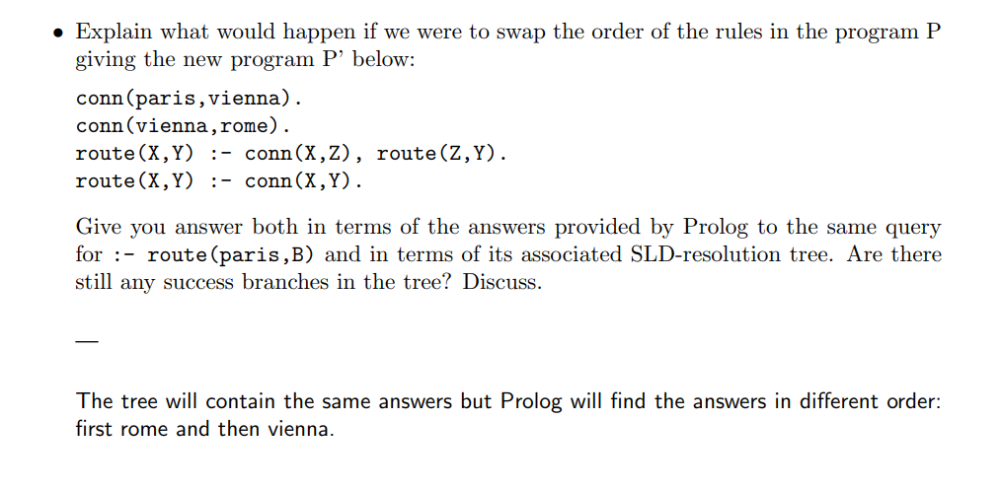 • Explain what would happen if we were to swap the order of the rules in the program P
giving the new program P' below:
conn(paris,vienna).
conn(vienna,rome).
route(X,Y) :- conn(X,Z), route(Z,Y).
route(X,Y) :- conn(X,Y).
Give you answer both in terms of the answers provided by Prolog to the same query
for :- route(paris,B) and in terms of its associated SLD-resolution tree. Are there
still any success branches in the tree? Discuss.
—
The tree will contain the same answers but Prolog will find the answers in different order:
first rome and then vienna.